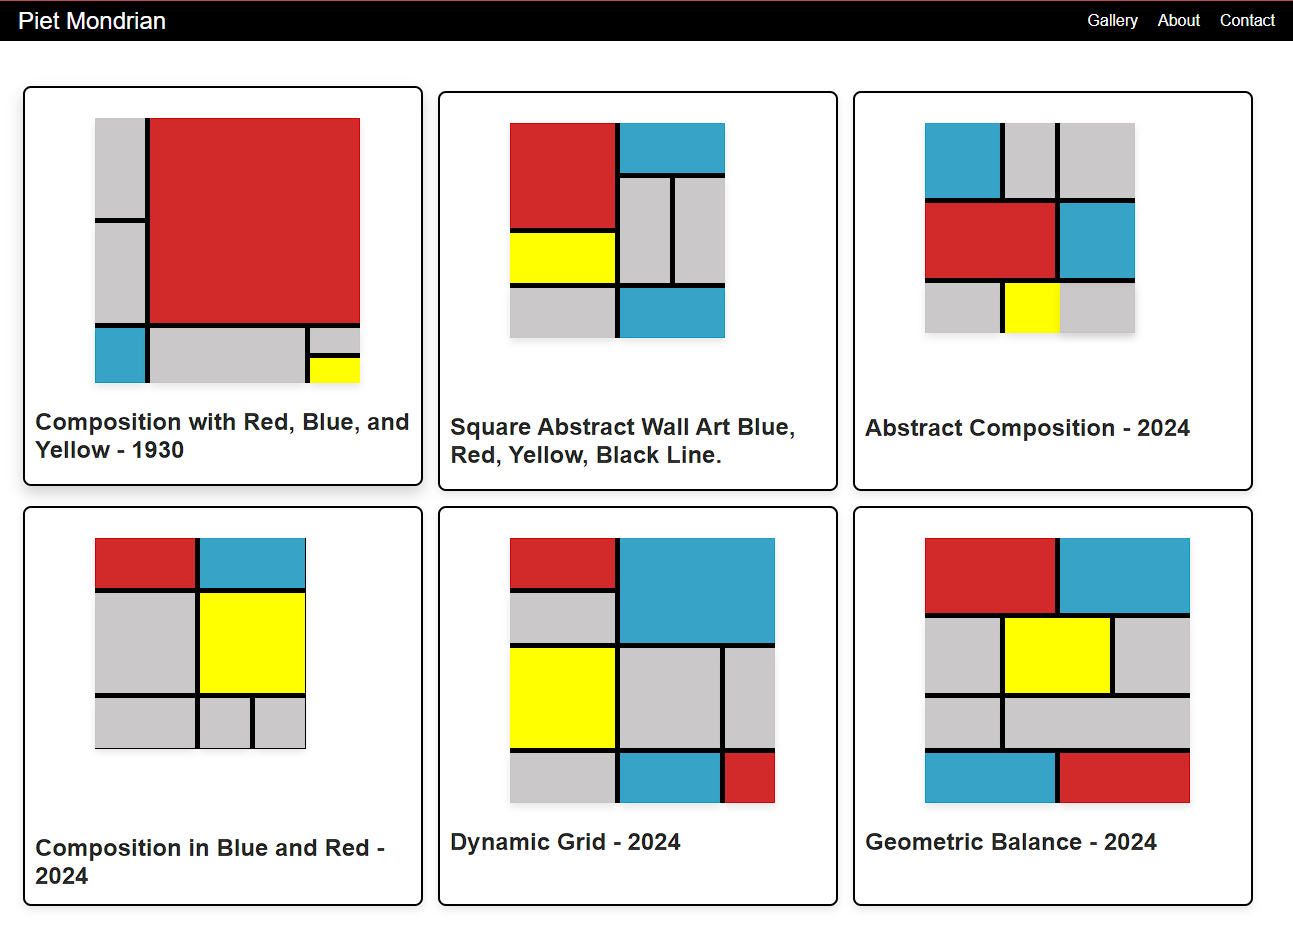 Piet Mondrian
Gallery About Contact
Composition with Red, Blue, and
Yellow - 1930
Square Abstract Wall Art Blue,
Red, Yellow, Black Line.
Abstract Composition - 2024
Composition in Blue and Red -
2024
Dynamic Grid - 2024
Geometric Balance - 2024